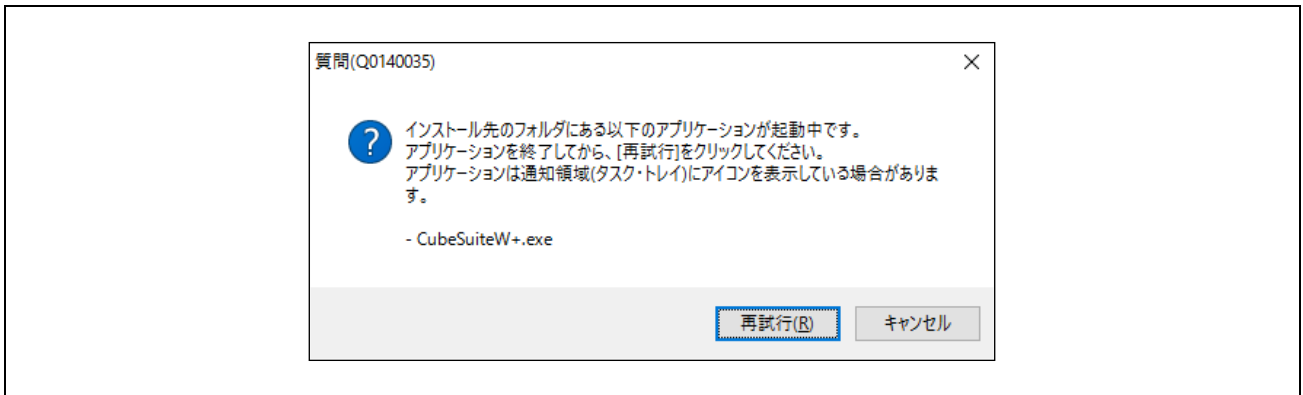 質問(Q0140035)
インストール先のフォルダにある以下のアプリケーションが起動中です。
アプリケーションを終了してから、[再試行]をクリックしてください。
アプリケーションは通知領域(タスク・トレイ)にアイコンを表示している場合がありま
す。
- CubeSuiteW+.exe
再試行(R) キャンセル